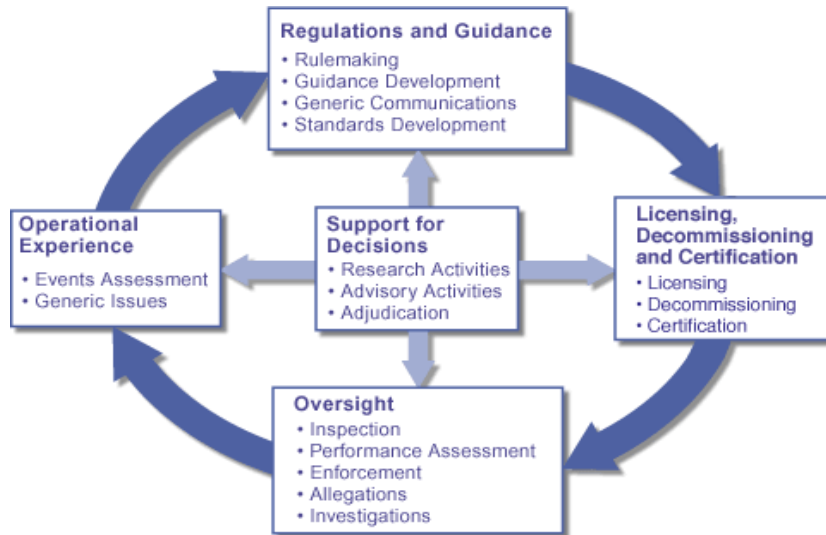 Regulations and Guidance
• Rulemaking
• Guidance Development
• Generic Communications
• Standards Development
Operational
Experience
• Events Assessment
• Generic Issues
Support for
Decisions
• Research Activities
• Advisory Activities
• Adjudication
Licensing,
Decommissioning
and Certification
• Licensing
• Decommissioning
• Certification
Oversight
• Inspection
• Performance Assessment
• Enforcement
• Allegations
• Investigations